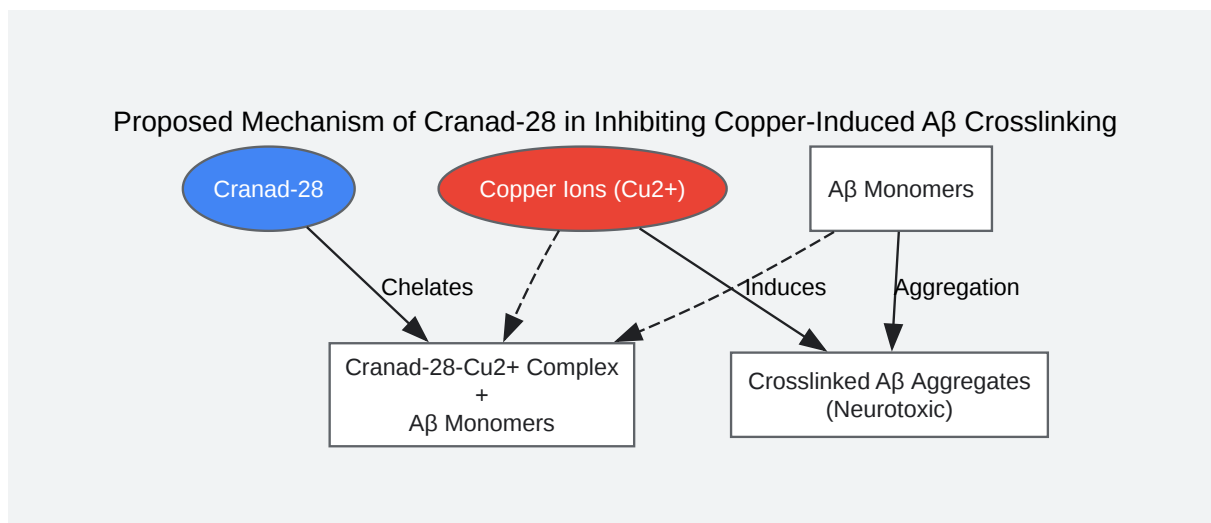 Proposed Mechanism of Cranad-28 in Inhibiting Copper-Induced Aβ Crosslinking
Cranad-28
Copper Ions (Cu2+)
Aβ Monomers
Chelates
Induces
Aggregation
Cranad-28-Cu2+ Complex
+
Aβ Monomers
Crosslinked Aβ Aggregates
(Neurotoxic)